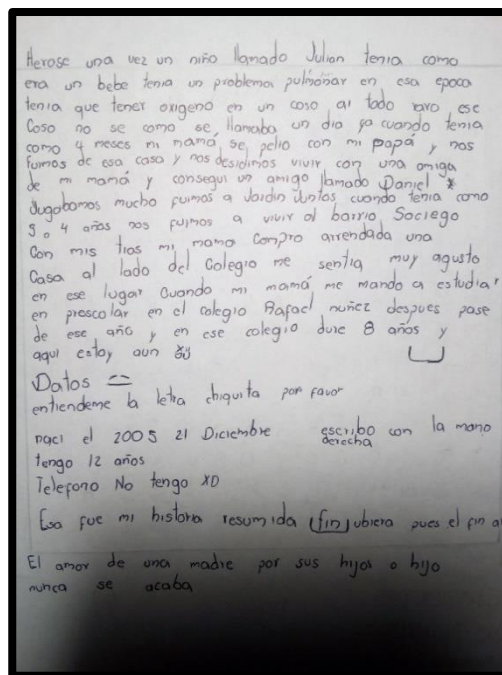 Herose una vez un niño llamado Julian tenia como
era un bebe tenia un problema pulmonar en esa epoca
tenia que tener oxigeno en un coso al todo raro ese
Coso no se como se llamaba un dia ya cuando tenia
como 4 meses mi mamá se pelio con mi papá y nos
fuimos de esa casa y nos desidimos vivir con una amiga
de mi mamá y consegui un amigo llamado Daniel *
Jugabamos mucho fuimos a Jardin Juntos cuando tenia como
3 o 4 años nos fuimos a vivir al barrio Sociego
Con mis tias mi mama Conpro arrendada una
Casa al lado del Colegio me sentia muy agusto
en ese lugar Cuando mi mamá me mando a estudiar
en prescolar en el colegio Rafael nuñez despues pase
de ese año y en ese colegio dure 8 años y
aqui estoy aun
Datos
entiendeme la letra chiquita por favor
naci el 2005 21 Diciembre escribo con la mano
derecha
tengo 12 años
Telefono No tengo XD
Esa fue mi historia resumida (fin) ubiera pues el fin
El amor de una madre por sus hijos o hijo
nunca se acaba